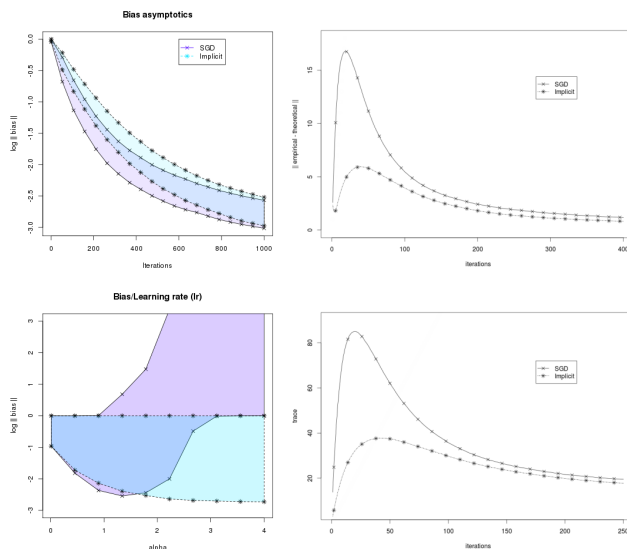 Bias asymptotics
log || bias ||
0.0
-0.5
-1.0
-1.5
-2.0
-2.5
-3.0
SGD
Implicit
0
200
400
600
800
1000
Iterations
|| empirical - theoretical ||
15
10
5
0
SGD
Implicit
0
100
200
300
400
iterations
Bias/Learning rate (lr)
log || bias ||
3
2
1
0
-1
-2
-3
0
1
2
3
4
alpha
trace
80
60
40
20
SGD
Implicit
0
50
100
150
200
250
iterations